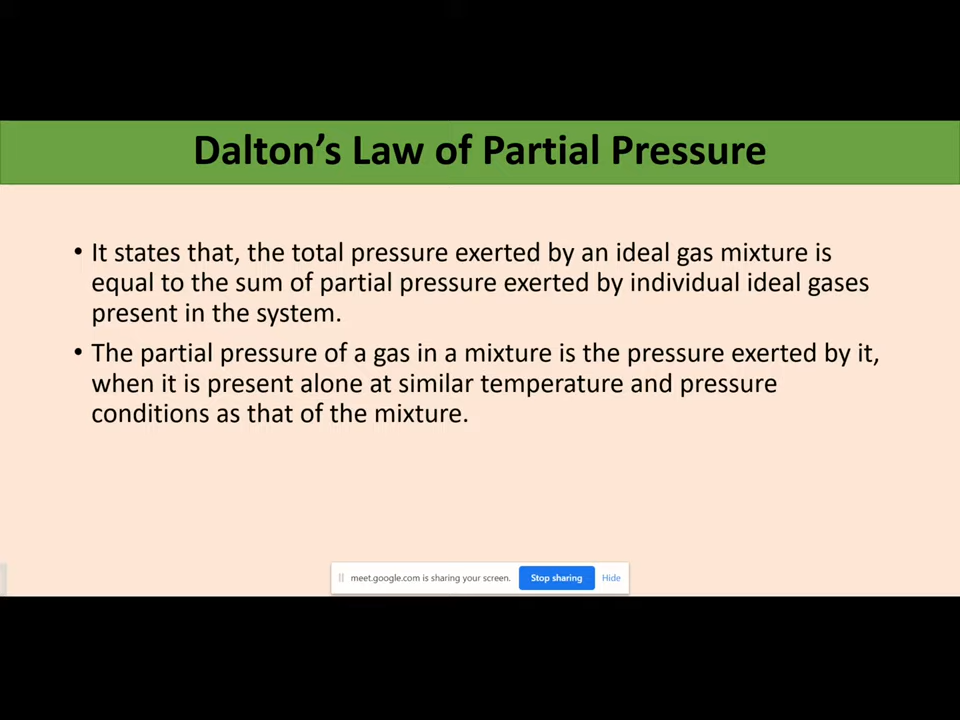 Dalton’s Law of Partial Pressure
• It states that, the total pressure exerted by an ideal gas mixture is
equal to the sum of partial pressure exerted by individual ideal gases
present in the system.
• The partial pressure of a gas in a mixture is the pressure exerted by it,
when it is present alone at similar temperature and pressure
conditions as that of the mixture.
meet.google.com is sharing your screen. Stop sharing Hide